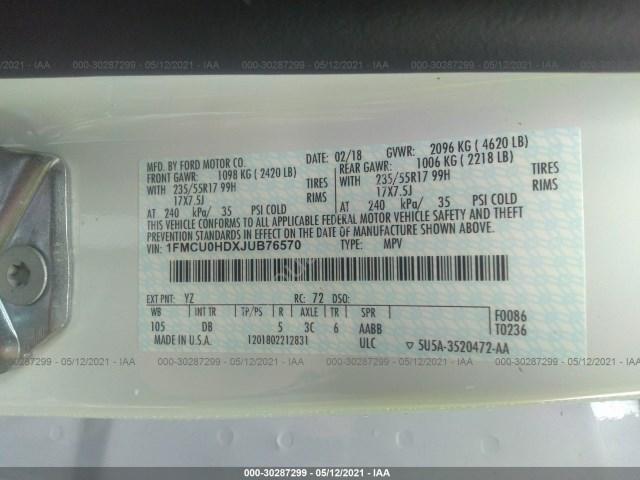 000-30287299 - 05/12/2021 - IAA
MFG. BY FORD MOTOR CO. DATE: 02/18 GVWR: 2096 KG ( 4620 LB)
FRONT GAWR: 1098 KG ( 2420 LB) REAR GAWR: 1006 KG ( 2218 LB)
WITH 235/55R17 99H TIRES WITH 235/55R17 99H TIRES
17X7.5J RIMS 17X7.5J RIMS
AT 240 kPa/ 35 PSI COLD AT 240 kPa/ 35 PSI COLD
THIS VEHICLE CONFORMS TO ALL APPLICABLE FEDERAL MOTOR VEHICLE SAFETY AND THEFT
PREVENTION STANDARDS IN EFFECT ON THE DATE OF MANUFACTURE SHOWN ABOVE.
VIN: 1FMCU0HDXJUB76570 TYPE: MPV
EXT PNT: YZ RC: 72 DSO:
WB INT TR TP/PS R AXLE TR SPR F0086
105 DB 5 3C 6 AABB T0236
MADE IN U.S.A. 1201802212831 ULC ▽ 5U5A-3520472-AA
000-30287299 - 05/12/2021 - IAA